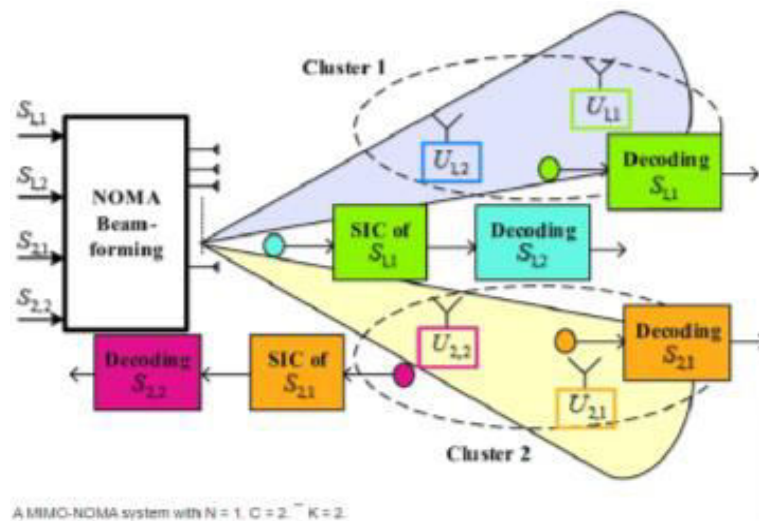 Cluster 1
S1,1
S1,2
S2,1
S2,2
NOMA
Beam-
forming
U1,1
U1,2
Decoding
S1,1
SIC of
S1,1
Decoding
S1,2
U2,2
Decoding
S2,1
Decoding
S2,2
SIC of
S2,1
U2,1
Cluster 2
A MIMO-NOMA system with N = 1, C = 2, ¯ K = 2.